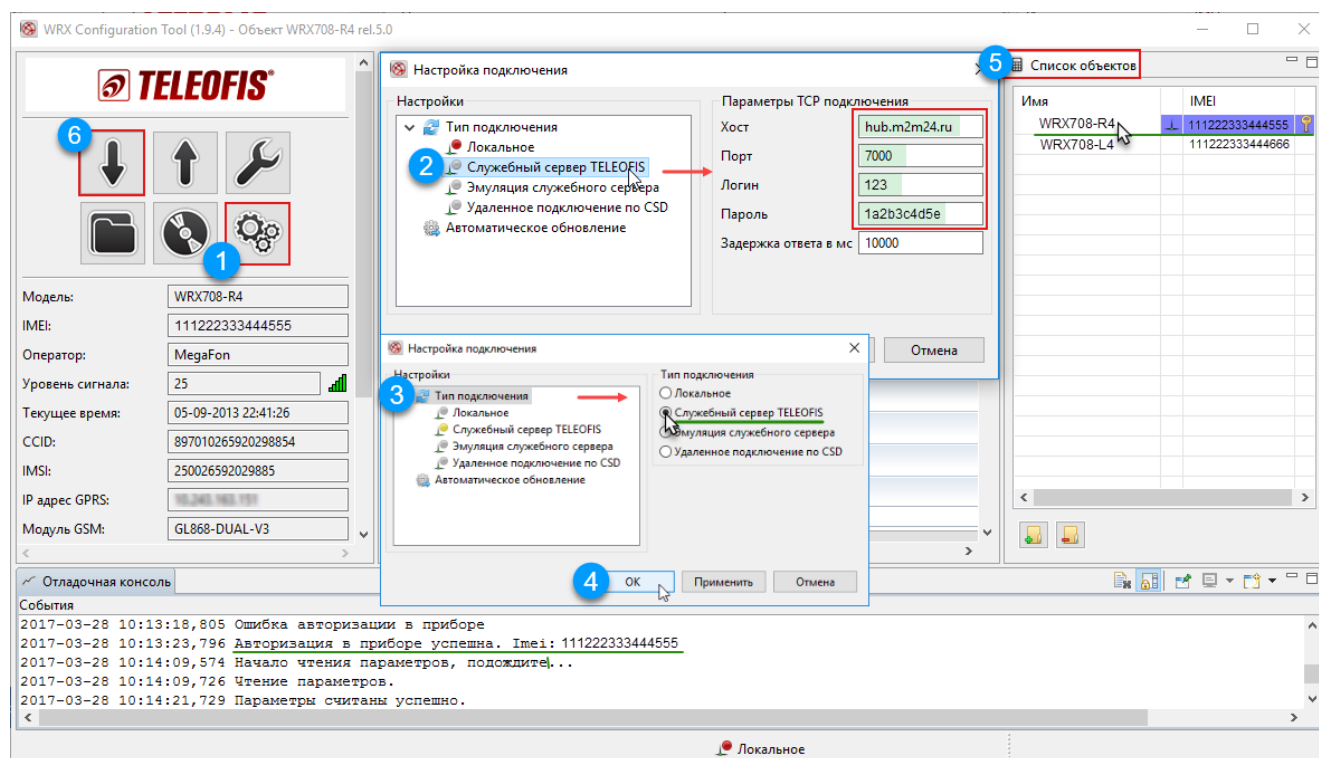 WRX Configuration Tool (1.9.4) - Объект WRX708-R4 rel.5.0
TELEOFIS®
6
1
Модель: WRX708-R4
IMEI: 111222333444555
Оператор: MegaFon
Уровень сигнала: 25
Текущее время: 05-09-2013 22:41:26
CCID: 897010265920298854
IMSI: 250026592029885
IP адрес GPRS:
Модуль GSM: GL868-DUAL-V3
Настройка подключения
Настройки
Тип подключения
Локальное
2 Служебный сервер TELEOFIS
Эмуляция служебного сервера
Удаленное подключение по CSD
Автоматическое обновление
Параметры TCP подключения
Хост hub.m2m24.ru
Порт 7000
Логин 123
Пароль 1a2b3c4d5e
Задержка ответа в мс 10000
Отмена
Настройка подключения
Настройки
3 Тип подключения
Локальное
Служебный сервер TELEOFIS
Эмуляция служебного сервера
Удаленное подключение по CSD
Автоматическое обновление
Тип подключения
Локальное
Служебный сервер TELEOFIS
Эмуляция служебного сервера
Удаленное подключение по CSD
4 OK Применить Отмена
5 Список объектов
Имя IMEI
WRX708-R4 111222333444555
WRX708-L4 111222333444666
Отладочная консоль
События
2017-03-28 10:13:18,805 Ошибка авторизации в приборе
2017-03-28 10:13:23,796 Авторизация в приборе успешна. Imei: 111222333444555
2017-03-28 10:14:09,574 Начало чтения параметров, подождите...
2017-03-28 10:14:09,726 Чтение параметров.
2017-03-28 10:14:21,729 Параметры считаны успешно.
Локальное